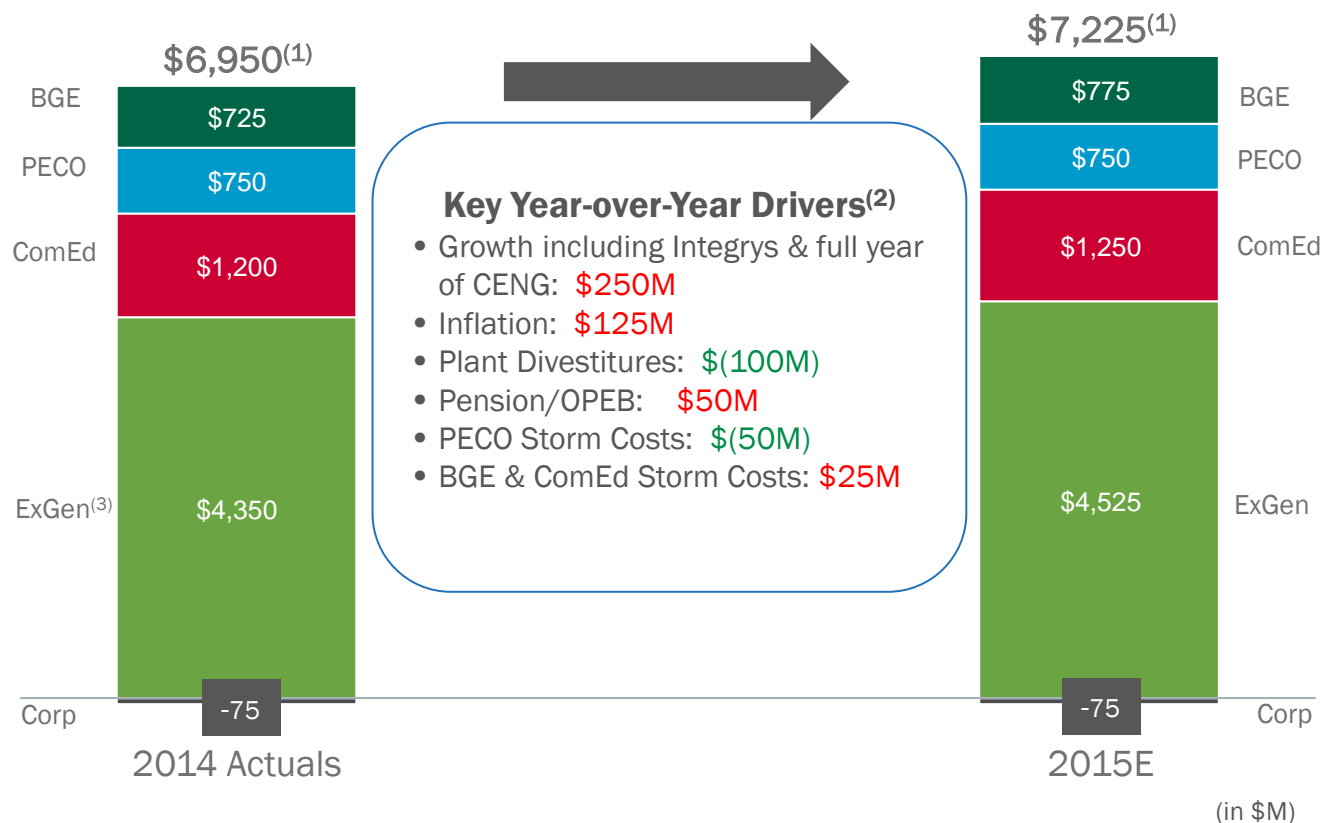 $6,950(1)
BGE
$725
PECO
$750
ComEd
$1,200
ExGen(3)
$4,350
Corp
-75
2014 Actuals
Key Year-over-Year Drivers(2)
• Growth including Integrys & full year
of CENG: $250M
• Inflation: $125M
• Plant Divestitures: $(100M)
• Pension/OPEB: $50M
• PECO Storm Costs: $(50M)
• BGE & ComEd Storm Costs: $25M
$7,225(1)
$775
BGE
$750
PECO
$1,250
ComEd
$4,525
ExGen
-75
Corp
2015E
(in $M)